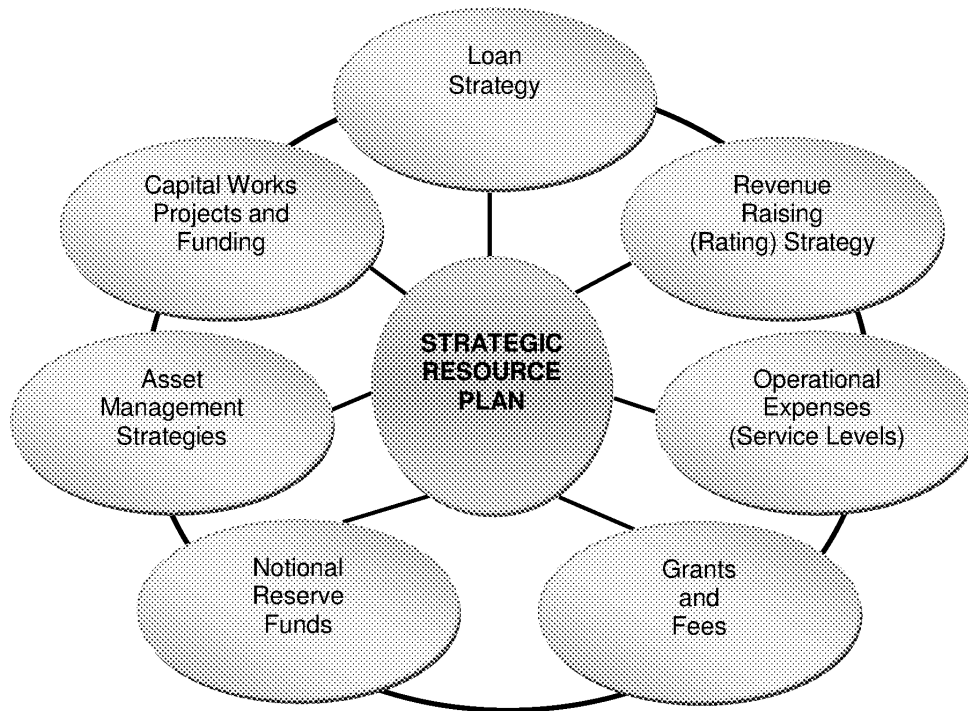 Loan
Strategy
Capital Works
Projects and
Funding
Revenue
Raising
(Rating) Strategy
STRATEGIC
RESOURCE
PLAN
Asset
Management
Strategies
Operational
Expenses
(Service Levels)
Notional
Reserve
Funds
Grants
and
Fees